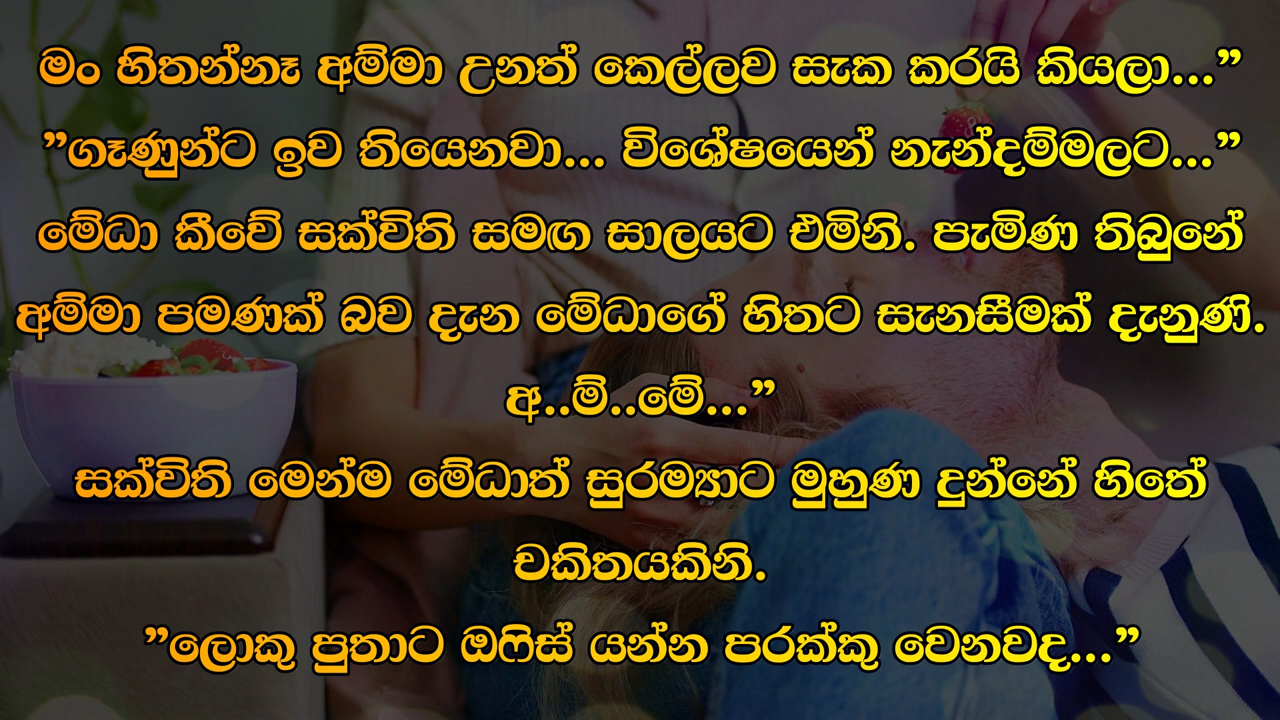 මං හිතන්නෑ අම්මා උනත් කෙල්ලව සැක කරයි කියලා...”
”ගෑණුන්ට ඉව තියෙනවා... විශේෂයෙන් නැන්දම්මලට...”
මේධා කීවේ සක්විති සමඟ සාලයට එමිනි. පැමිණ තිබුනේ
අම්මා පමණක් බව දැන මේධාගේ හිතට සැනසීමක් දැනුණි.
අ..ම්..මේ...”
සක්විති මෙන්ම මේධාත් සුරම්‍යාට මුහුණ දුන්නේ හිතේ
චකිතයකිනි.
”ලොකු පුතාට ඔෆිස් යන්න පරක්කු වෙනවද...”